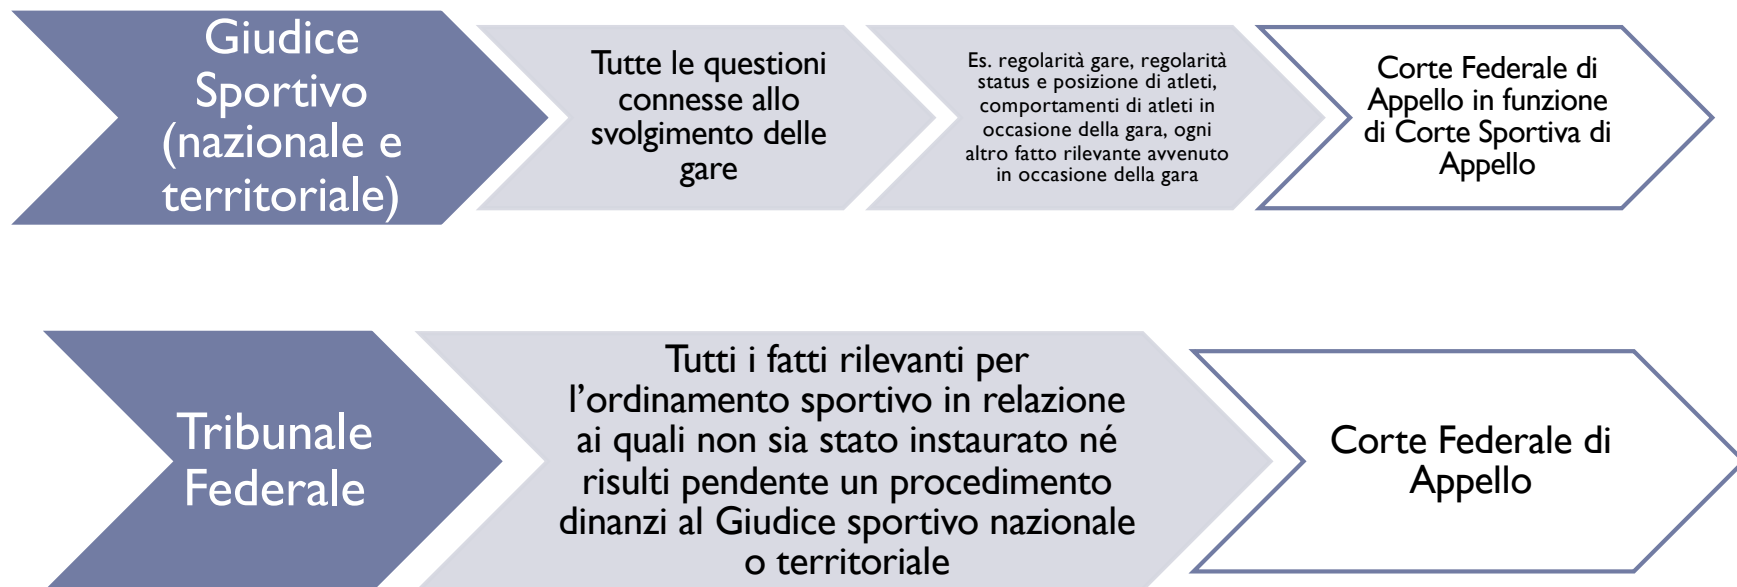 Giudice
Sportivo
(nazionale e
territoriale)
Tutte le questioni
connesse allo
svolgimento delle
gare
Es. regolarità gare, regolarità
status e posizione di atleti,
comportamenti di atleti in
occasione della gara, ogni
altro fatto rilevante avvenuto
in occasione della gara
Corte Federale di
Appello in funzione
di Corte Sportiva di
Appello
Tribunale
Federale
Tutti i fatti rilevanti per
l'ordinamento sportivo in relazione
ai quali non sia stato instaurato né
risulti pendente un procedimento
dinanzi al Giudice sportivo nazionale
o territoriale
Corte Federale di
Appello